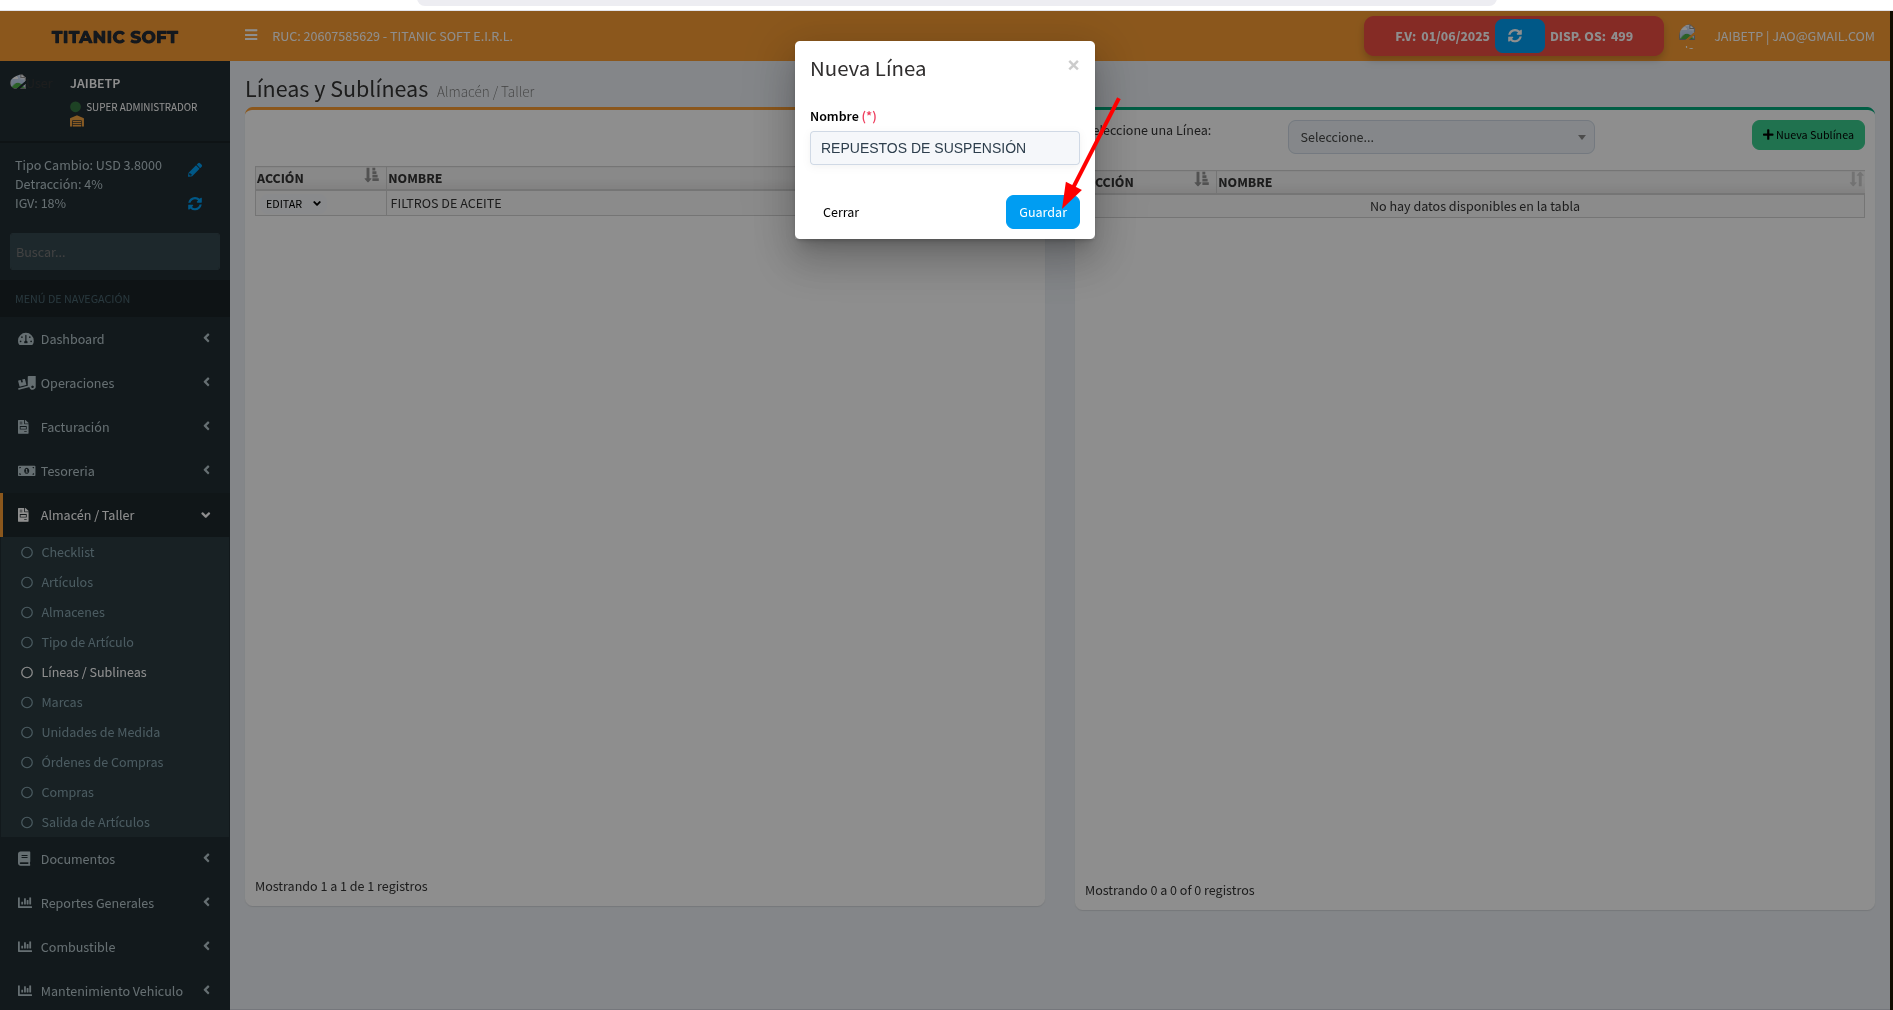 TITANIC SOFT
RUC: 20607585629 - TITANIC SOFT E.I.R.L.
F.V: 01/06/2025
DISP. OS: 499
JAIBETP | JAO@GMAIL.COM
JAIBETP
SUPER ADMINISTRADOR
Tipo Cambio: USD 3.8000
Detracción: 4%
IGV: 18%
Buscar...
MENÚ DE NAVEGACIÓN
Dashboard
Operaciones
Facturación
Tesoreria
Almacén / Taller
Checklist
Artículos
Almacenes
Tipo de Artículo
Líneas / Sublineas
Marcas
Unidades de Medida
Órdenes de Compras
Compras
Salida de Artículos
Documentos
Reportes Generales
Combustible
Mantenimiento Vehiculo
Líneas y Sublíneas Almacén / Taller
ACCIÓN NOMBRE
EDITAR FILTROS DE ACEITE
Mostrando 1 a 1 de 1 registros
Nueva Línea ×
Nombre (*)
REPUESTOS DE SUSPENSIÓN
Cerrar Guardar
eleccione una Línea: Seleccione... Nueva Sublínea
CCIÓN NOMBRE
No hay datos disponibles en la tabla
Mostrando 0 a 0 of 0 registros